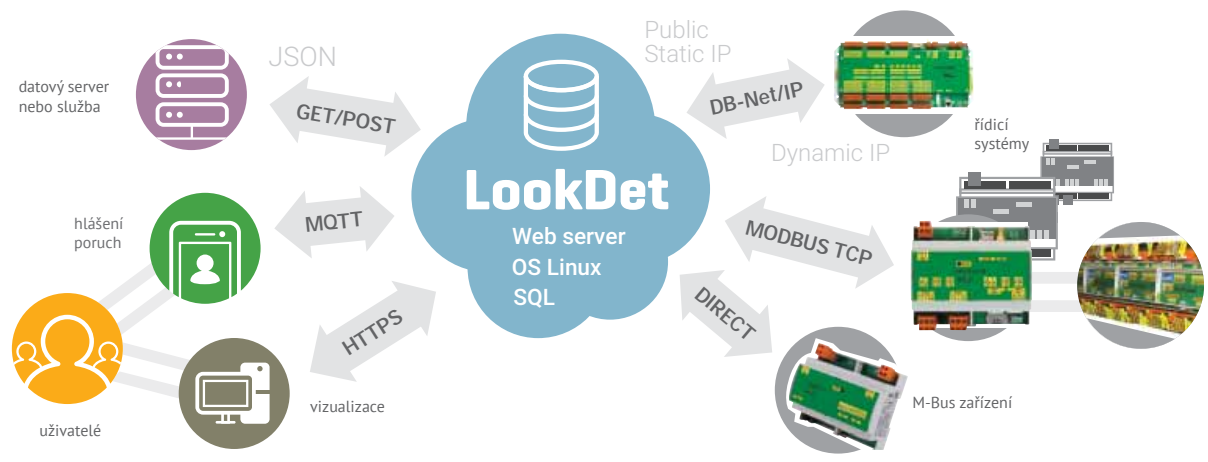 datový server
nebo služba
JSON
GET/POST
hlášení
poruch
MQTT
uživatelé
HTTPS
vizualizace
LookDet
Web server
OS Linux
SQL
Public
Static IP
DB-Net/IP
Dynamic IP
řídicí
systémy
MODBUS TCP
DIRECT
M-Bus zařízení